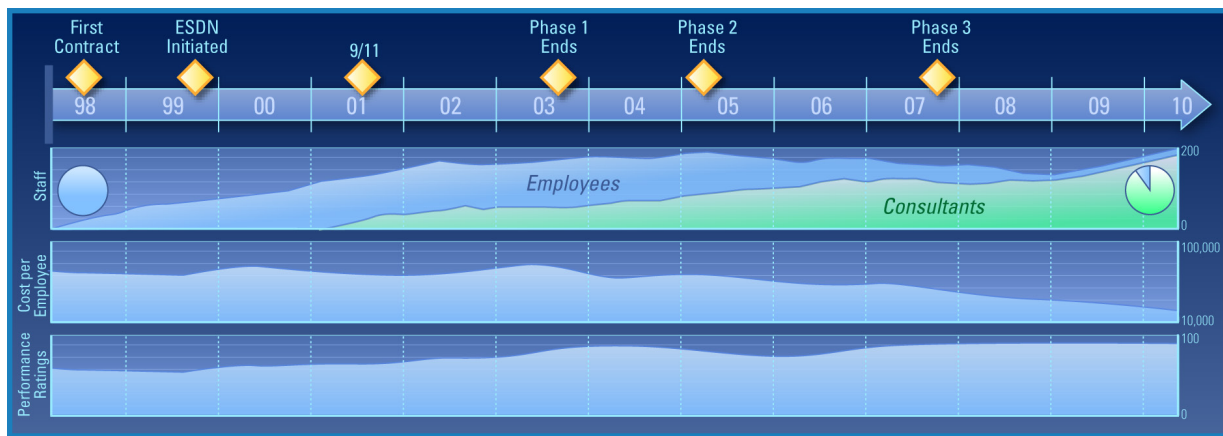 First
Contract
ESDN
Initiated
9/11
Phase 1
Ends
Phase 2
Ends
Phase 3
Ends
98 99 00 01 02 03 04 05 06 07 08 09 10
Staff
Employees
Consultants
200
0
Cost per
Employee
100,000
10,000
Performance
Ratings
100
0